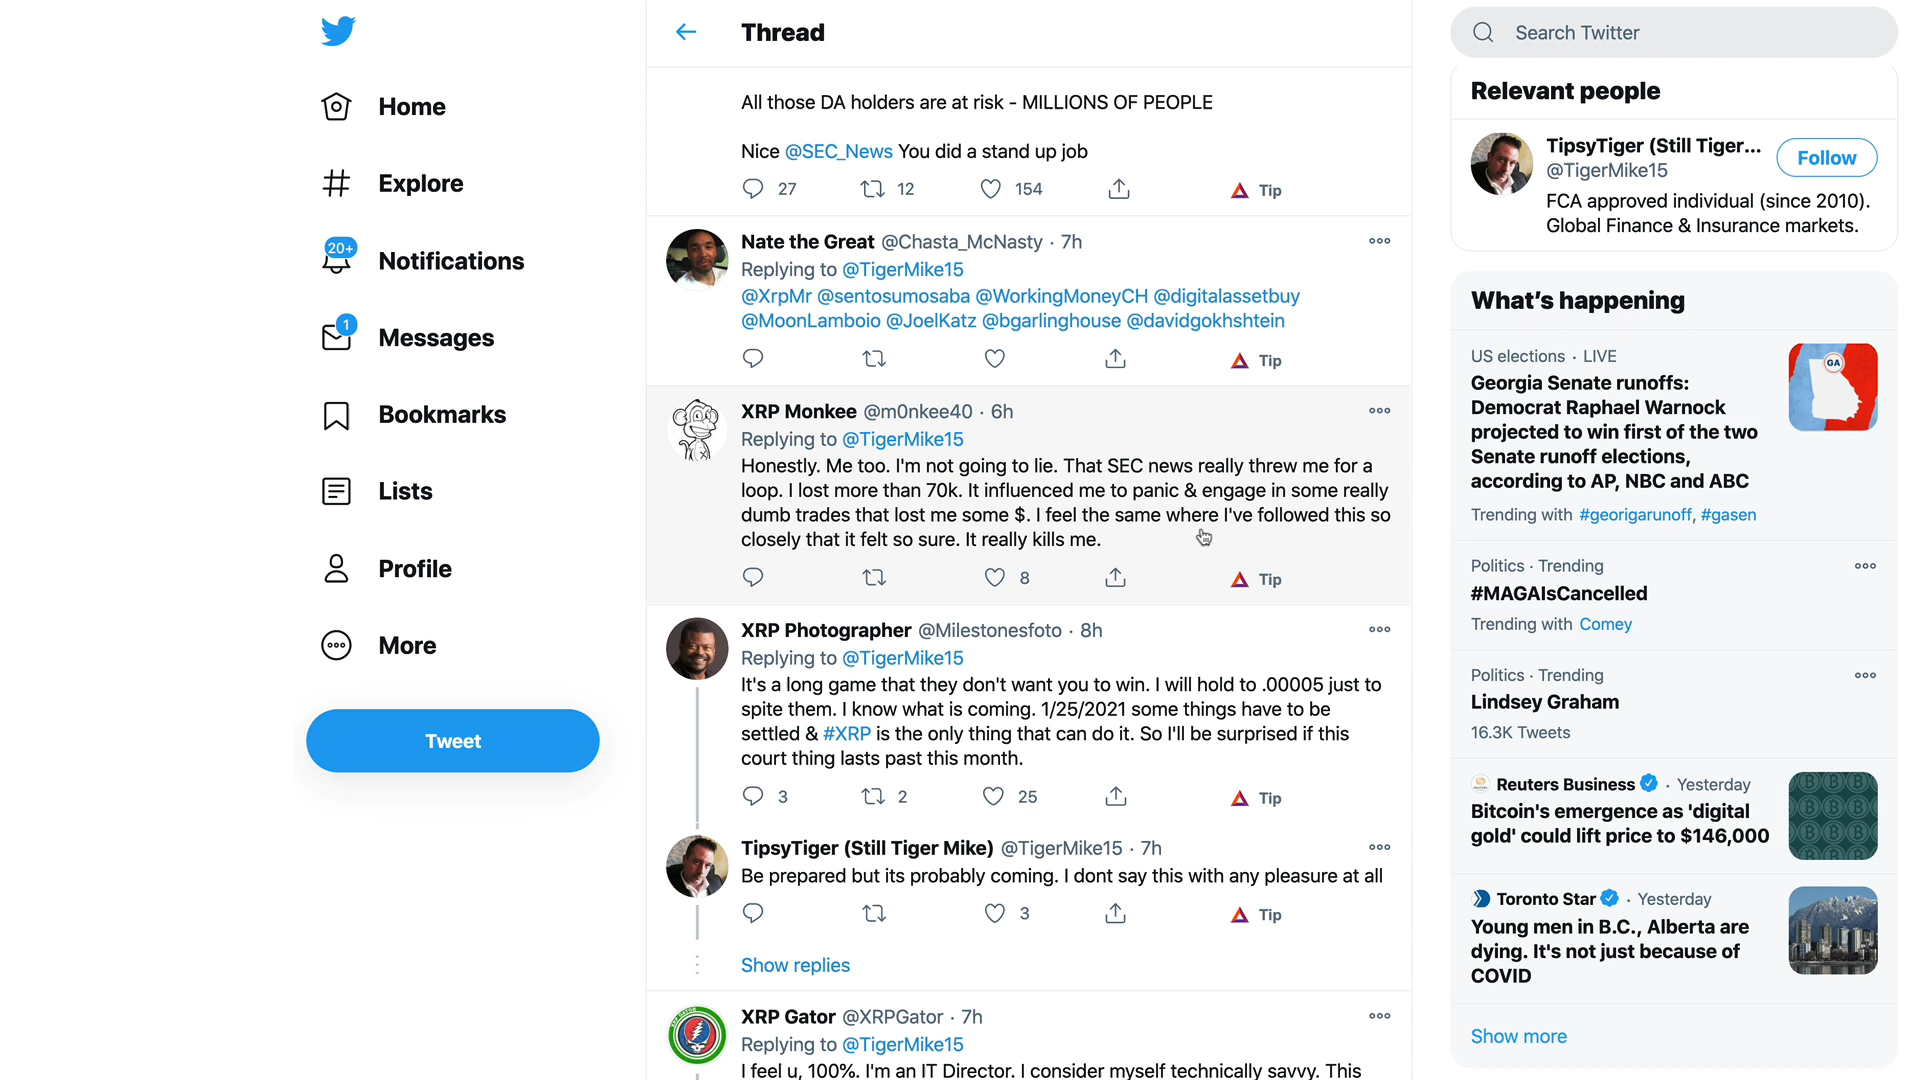 Home
Explore
20+
Notifications
1
Messages
Bookmarks
Lists
Profile
More
Tweet
Thread
All those DA holders are at risk - MILLIONS OF PEOPLE
Nice @SEC_News You did a stand up job
27 12 154 Tip
Nate the Great @Chasta_McNasty · 7h
Replying to @TigerMike15
@XrpMr @sentosumosaba @WorkingMoneyCH @digitalassetbuy
@MoonLamboio @JoelKatz @bgarlinghouse @davidgokhshtein
Tip
XRP Monkee @m0nkee40 · 6h
Replying to @TigerMike15
Honestly. Me too. I'm not going to lie. That SEC news really threw me for a
loop. I lost more than 70k. It influenced me to panic & engage in some really
dumb trades that lost me some $. I feel the same where I've followed this so
closely that it felt so sure. It really kills me.
8 Tip
XRP Photographer @Milestonesfoto · 8h
Replying to @TigerMike15
It's a long game that they don't want you to win. I will hold to .00005 just to
spite them. I know what is coming. 1/25/2021 some things have to be
settled & #XRP is the only thing that can do it. So I'll be surprised if this
court thing lasts past this month.
3 2 25 Tip
TipsyTiger (Still Tiger Mike) @TigerMike15 · 7h
Be prepared but its probably coming. I dont say this with any pleasure at all
3 Tip
Show replies
XRP Gator @XRPGator · 7h
Replying to @TigerMike15
I feel u, 100%. I'm an IT Director. I consider myself technically savvy. This
Search Twitter
Relevant people
TipsyTiger (Still Tiger...
@TigerMike15
Follow
FCA approved individual (since 2010).
Global Finance & Insurance markets.
What's happening
US elections · LIVE
Georgia Senate runoffs:
Democrat Raphael Warnock
projected to win first of the two
Senate runoff elections,
according to AP, NBC and ABC
GA
Trending with #georigarunoff, #gasen
Politics · Trending
#MAGAIsCancelled
Trending with Comey
Politics · Trending
Lindsey Graham
16.3K Tweets
Reuters Business · Yesterday
Bitcoin's emergence as 'digital
gold' could lift price to $146,000
Toronto Star · Yesterday
Young men in B.C., Alberta are
dying. It's not just because of
COVID
Show more